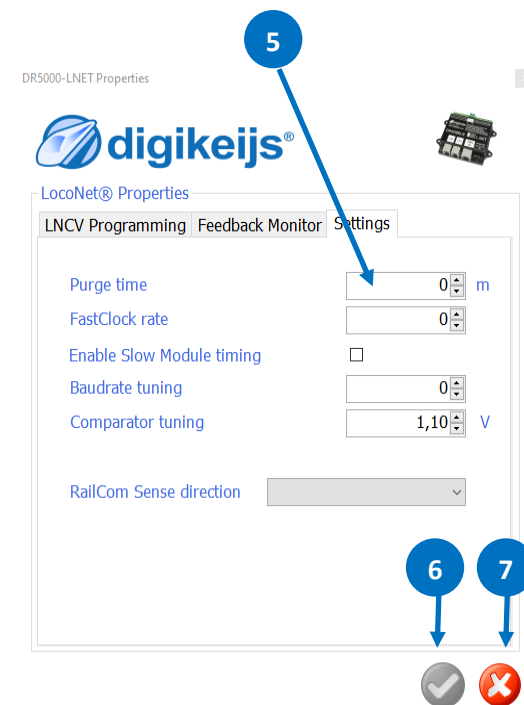 5
DR5000-LNET Properties
digikeijs®
LocoNet® Properties
LNCV Programming Feedback Monitor Settings
Purge time 0 m
FastClock rate 0
Enable Slow Module timing
Baudrate tuning 0
Comparator tuning 1,10 V
RailCom Sense direction
6 7